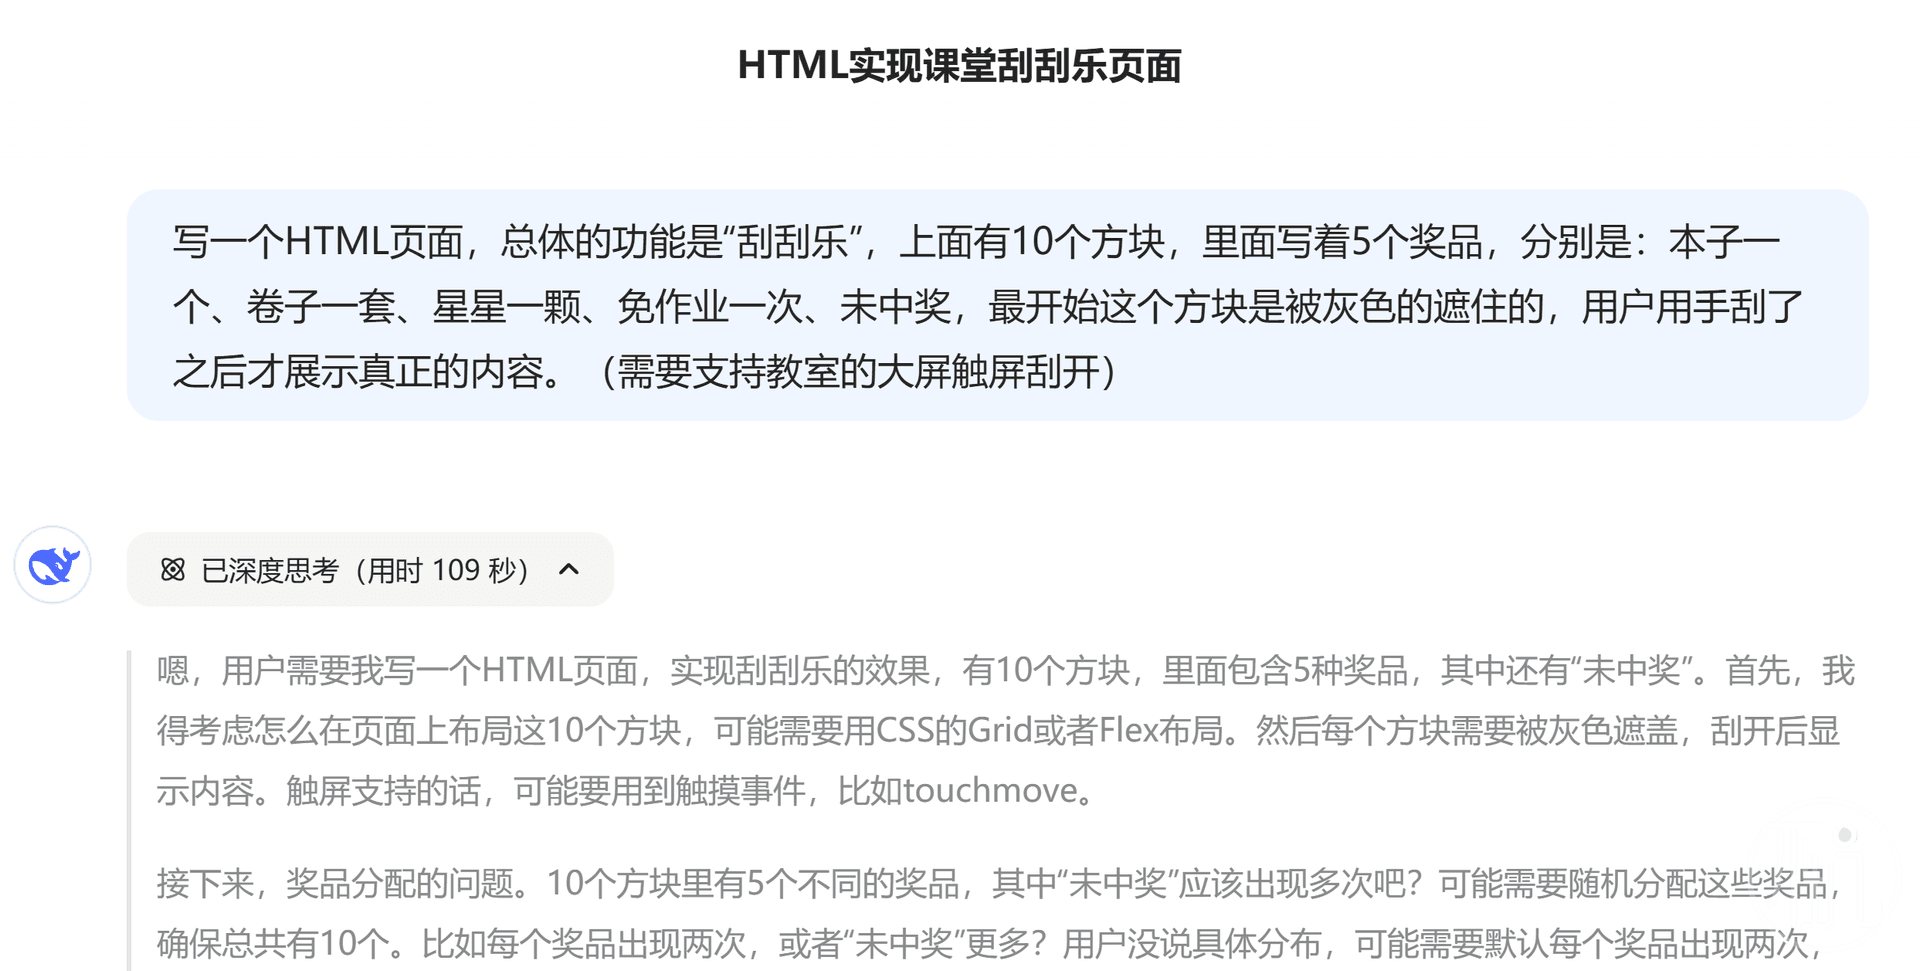 HTML实现课堂刮刮乐页面
写一个HTML页面，总体的功能是“刮刮乐”，上面有10个方块，里面写着5个奖品，分别是：本子一
个、卷子一套、星星一颗、免作业一次、未中奖，最开始这个方块是被灰色的遮住的，用户用手刮了
之后才展示真正的内容。（需要支持教室的大屏触屏刮开）
已深度思考（用时 109 秒）
嗯，用户需要我写一个HTML页面，实现刮刮乐的效果，有10个方块，里面包含5种奖品，其中还有“未中奖”。首先，我
得考虑怎么在页面上布局这10个方块，可能需要用CSS的Grid或者Flex布局。然后每个方块需要被灰色遮盖，刮开后显
示内容。触屏支持的话，可能要用到触摸事件，比如touchmove。
接下来，奖品分配的问题。10个方块里有5个不同的奖品，其中“未中奖”应该出现多次吧？可能需要随机分配这些奖品，
确保总共有10个。比如每个奖品出现两次，或者“未中奖”更多？用户没说具体分布，可能需要默认每个奖品出现两次，